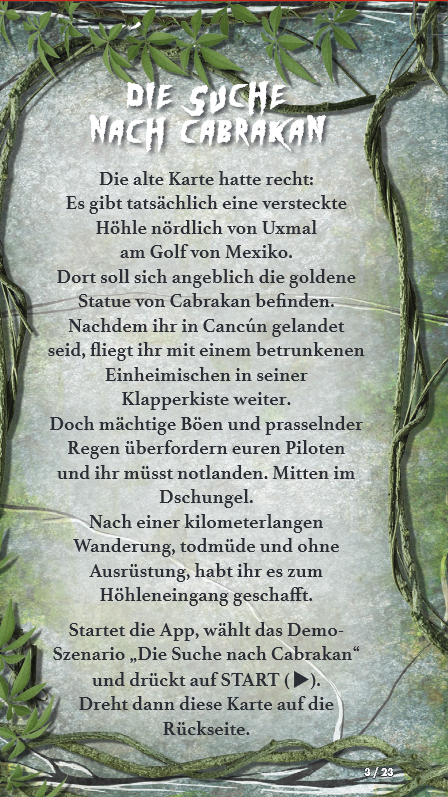 DIE SUCHE
NACH CABRAKAN
Die alte Karte hatte recht:
Es gibt tatsächlich eine versteckte
Höhle nördlich von Uxmal
am Golf von Mexiko.
Dort soll sich angeblich die goldene
Statue von Cabrakan befinden.
Nachdem ihr in Cancún gelandet
seid, fliegt ihr mit einem betrunkenen
Einheimischen in seiner
Klapperkiste weiter.
Doch mächtige Böen und prasselnder
Regen überfordern euren Piloten
und ihr müsst notlanden. Mitten im
Dschungel.
Nach einer kilometerlangen
Wanderung, todmüde und ohne
Ausrüstung, habt ihr es zum
Höhleneingang geschafft.
Startet die App, wählt das Demo-
Szenario „Die Suche nach Cabrakan“
und drückt auf START (▶).
Dreht dann diese Karte auf die
Rückseite.
3 / 23